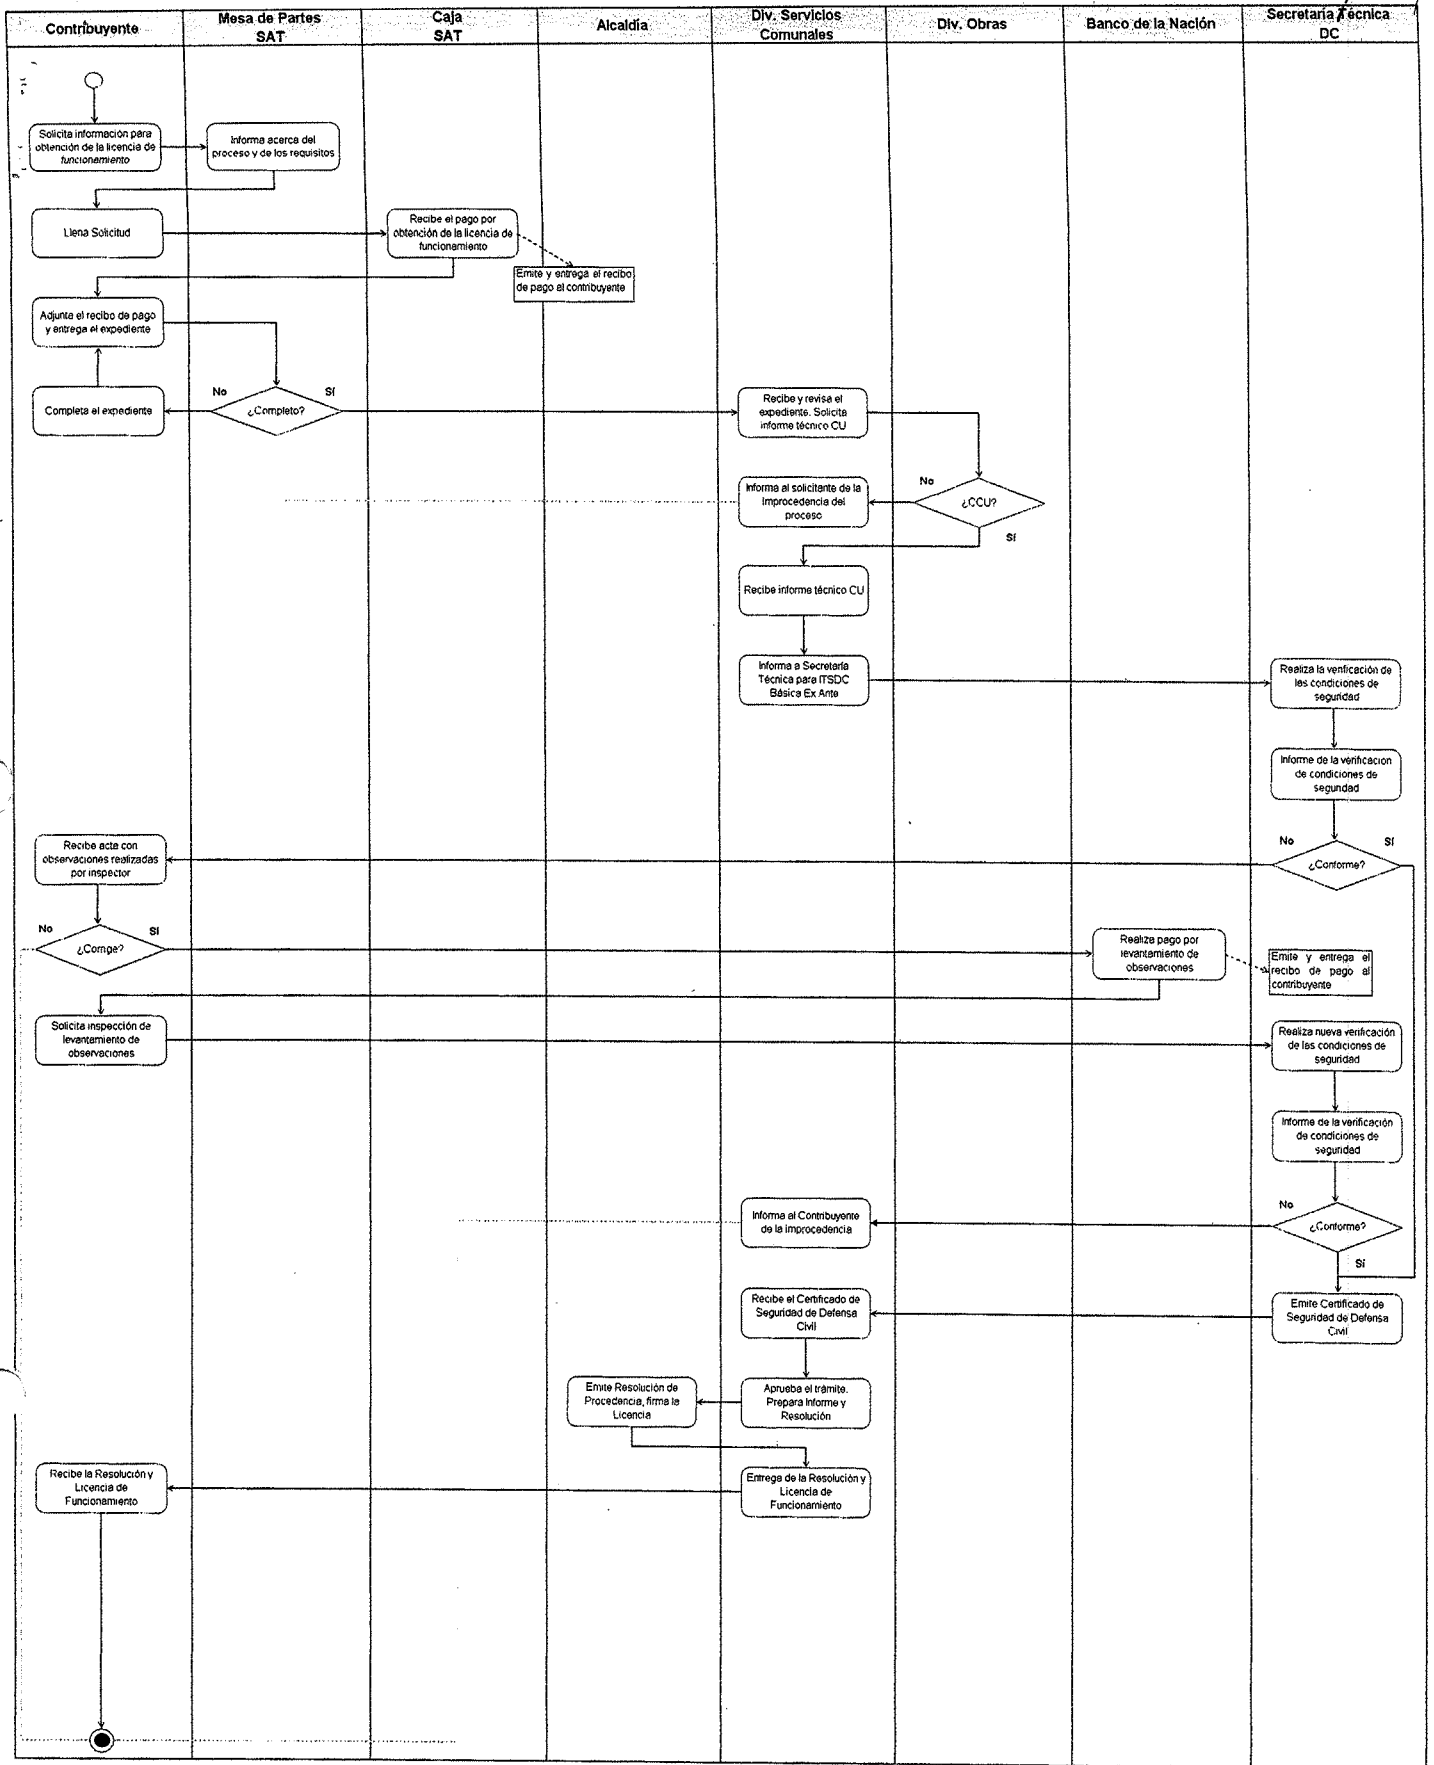 Contribuyente
Mesa de Partes
SAT
Caja
SAT
Alcaldía
Div. Servicios
Comunales
Div. Obras
Banco de la Nación
Secretaría Técnica
DC
Solicita información para
obtención de la licencia de
funcionamiento
Informa acerca del
proceso y de los requisitos
Llena Solicitud
Recibe el pago por
obtención de la licencia de
funcionamiento
Emite y entrega el recibo
de pago al contribuyente
Adjunta el recibo de pago
y entrega el expediente
Completa el expediente
No
Sí
¿Completo?
Recibe y revisa el
expediente. Solicita
informe técnico CU
Informa al solicitante de la
Improcedencia del
proceso
No
¿CCU?
Sí
Recibe informe técnico CU
Informa a Secretaría
Técnica para ITSDC
Básica Ex Ante
Realiza la verificación de
las condiciones de
seguridad
Informe de la verificacion
de condiciones de
seguridad
Recibe acta con
observaciones realizadas
por inspector
No
Sí
¿Conforme?
No
Sí
¿Corrige?
Realiza pago por
levantamiento de
observaciones
Emite y entrega el
recibo de pago al
contribuyente
Solicita inspección de
levantamiento de
observaciones
Realiza nueva verificación
de las condiciones de
seguridad
Informe de la verificación
de condiciones de
seguridad
Informa al Contribuyente
de la improcedencia
No
¿Conforme?
Sí
Recibe el Certificado de
Seguridad de Defensa
Civil
Emite Certificado de
Seguridad de Defensa
Civil
Emite Resolución de
Procedencia, firma la
Licencia
Aprueba el trámite.
Prepara Informe y
Resolución
Recibe la Resolución y
Licencia de
Funcionamiento
Entrega de la Resolución y
Licencia de
Funcionamiento